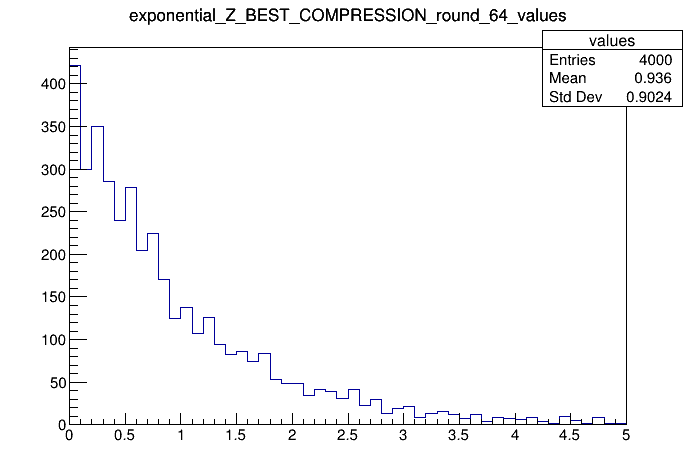 exponential_Z_BEST_COMPRESSION_round_64_values
values
Entries 4000
Mean 0.936
Std Dev 0.9024
400
350
300
250
200
150
100
50
0
0 0.5 1 1.5 2 2.5 3 3.5 4 4.5 5